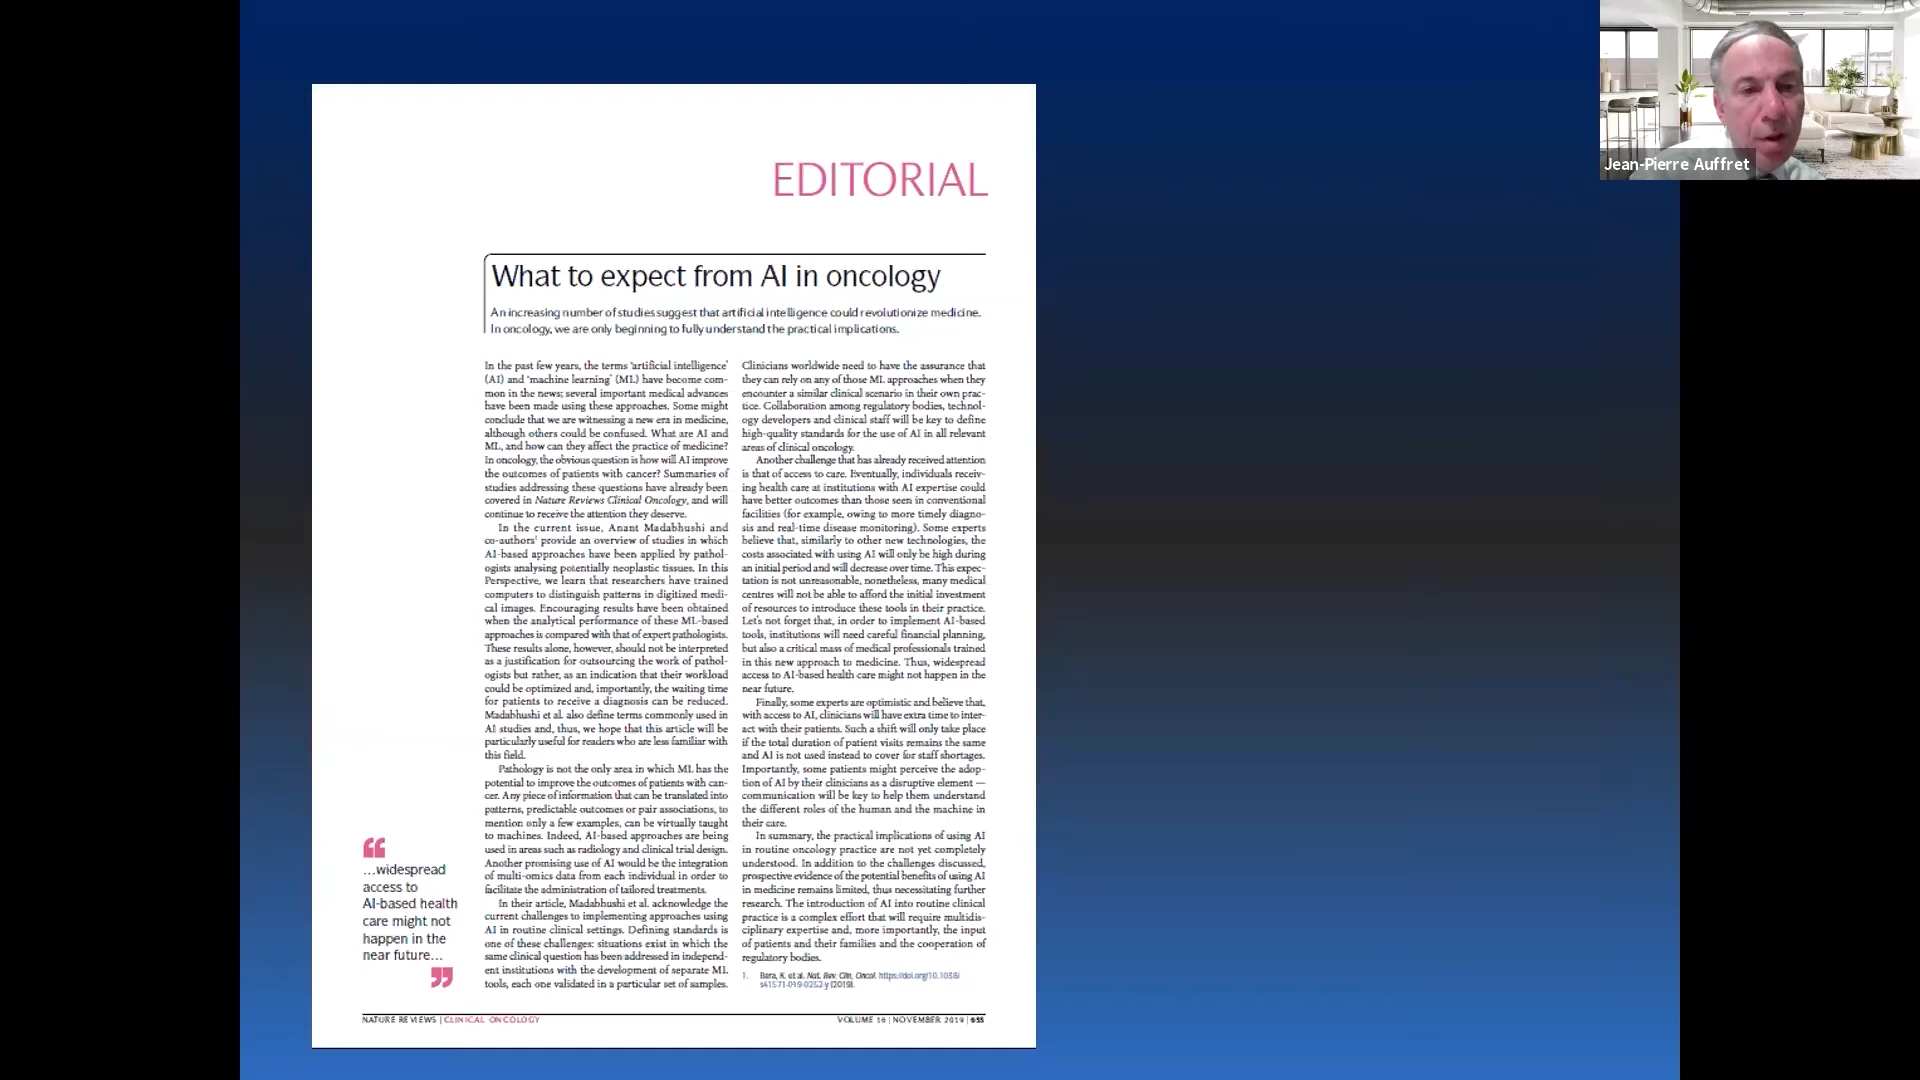 Jean-Pierre Auffret
EDITORIAL
What to expect from AI in oncology
An increasing number of studies suggest that artificial intelligence could revolutionize medicine.
In oncology, we are only beginning to fully understand the practical implications.
In the past few years, the terms ‘artificial intelligence’
(AI) and ‘machine learning’ (ML) have become com-
mon in the news; several important medical advances
have been made using these approaches. Some might
conclude that we are witnessing a new era in medicine,
although others could be confused. What are AI and
ML, and how can they affect the practice of medicine?
In oncology, the obvious question is how will AI improve
the outcomes of patients with cancer? Summaries of
studies addressing these questions have already been
covered in Nature Reviews Clinical Oncology, and will
continue to receive the attention they deserve.
In the current issue, Anant Madabhushi and
co-authors¹ provide an overview of studies in which
AI-based approaches have been applied by pathol-
ogists analysing potentially neoplastic tissues. In this
Perspective, we learn that researchers have trained
computers to distinguish patterns in digitized medi-
cal images. Encouraging results have been obtained
when the analytical performance of these ML-based
approaches is compared with that of expert pathologists.
These results alone, however, should not be interpreted
as a justification for outsourcing the work of pathol-
ogists but rather, as an indication that their workload
could be optimized and, importantly, the waiting time
for patients to receive a diagnosis can be reduced.
Madabhushi et al. also define terms commonly used in
AI studies and, thus, we hope that this article will be
particularly useful for readers who are less familiar with
this field.
Pathology is not the only area in which ML has the
potential to improve the outcomes of patients with can-
cer. Any piece of information that can be translated into
patterns, predictable outcomes or pair associations, to
mention only a few examples, can be virtually taught
to machines. Indeed, AI-based approaches are being
used in areas such as radiology and clinical trial design.
Another promising use of AI would be the integration
of multi-omics data from each individual in order to
facilitate the administration of tailored treatments.
In their article, Madabhushi et al. acknowledge the
current challenges to implementing approaches using
AI in routine clinical settings. Defining standards is
one of these challenges: situations exist in which the
same clinical question has been addressed in independ-
ent institutions with the development of separate ML
tools, each one validated in a particular set of samples.
Clinicians worldwide need to have the assurance that
they can rely on any of those ML approaches when they
encounter a similar clinical scenario in their own prac-
tice. Collaboration among regulatory bodies, technol-
ogy developers and clinical staff will be key to define
high-quality standards for the use of AI in all relevant
areas of clinical oncology.
Another challenge that has already received attention
is that of access to care. Eventually, individuals receiv-
ing health care at institutions with AI expertise could
have better outcomes than those seen in conventional
facilities (for example, owing to more timely diagno-
sis and real-time disease monitoring). Some experts
believe that, similarly to other new technologies, the
costs associated with using AI will only be high during
an initial period and will decrease over time. This expec-
tation is not unreasonable, nonetheless, many medical
centres will not be able to afford the initial investment
of resources to introduce these tools in their practice.
Let's not forget that, in order to implement AI-based
tools, institutions will need careful financial planning,
but also a critical mass of medical professionals trained
in this new approach to medicine. Thus, widespread
access to AI-based health care might not happen in the
near future.
Finally, some experts are optimistic and believe that,
with access to AI, clinicians will have extra time to inter-
act with their patients. Such a shift will only take place
if the total duration of patient visits remains the same
and AI is not used instead to cover for staff shortages.
Importantly, some patients might perceive the adop-
tion of AI by their clinicians as a disruptive element —
communication will be key to help them understand
the different roles of the human and the machine in
their care.
In summary, the practical implications of using AI
in routine oncology practice are not yet completely
understood. In addition to the challenges discussed,
prospective evidence of the potential benefits of using AI
in medicine remains limited, thus necessitating further
research. The introduction of AI into routine clinical
practice is a complex effort that will require multidis-
ciplinary expertise and, more importantly, the input
of patients and their families and the cooperation of
regulatory bodies.
1. Bera, K. et al. Nat. Rev. Clin. Oncol. https://doi.org/10.1038/
s41571-019-0252-y (2019).
“
…widespread
access to
AI-based health
care might not
happen in the
near future…
”
NATURE REVIEWS | CLINICAL ONCOLOGY
VOLUME 16 | NOVEMBER 2019 | 655